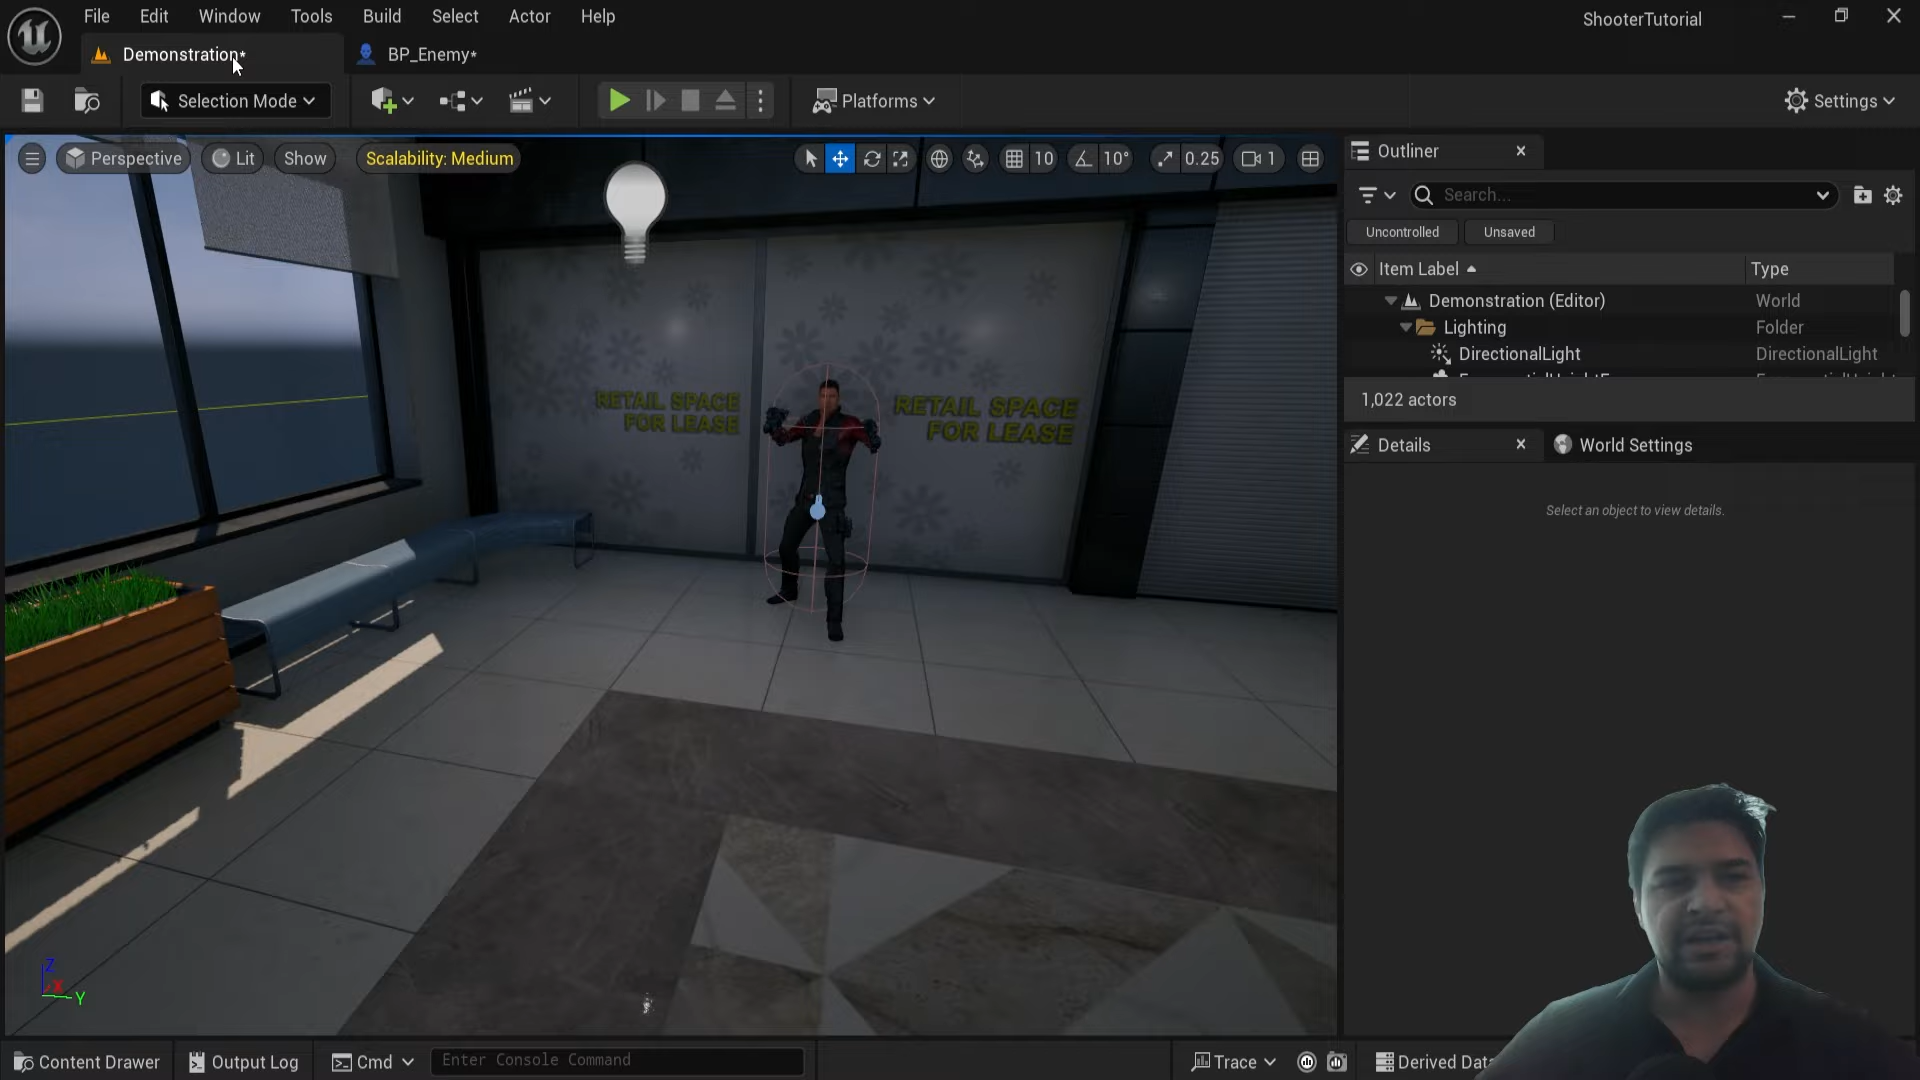 File Edit Window Tools Build Select Actor Help
ShooterTutorial
Demonstration*
BP_Enemy*
Selection Mode
Platforms
Settings
Perspective
Lit
Show
Scalability: Medium
10
10°
0.25
1
Outliner
Search...
Uncontrolled
Unsaved
Item Label
Type
Demonstration (Editor)
World
Lighting
Folder
DirectionalLight
DirectionalLight
1,022 actors
Details
World Settings
Select an object to view details.
RETAIL SPACE
FOR LEASE
RETAIL SPACE
FOR LEASE
Z
X
Y
Content Drawer
Output Log
Cmd
Enter Console Command
Trace
Derived Data